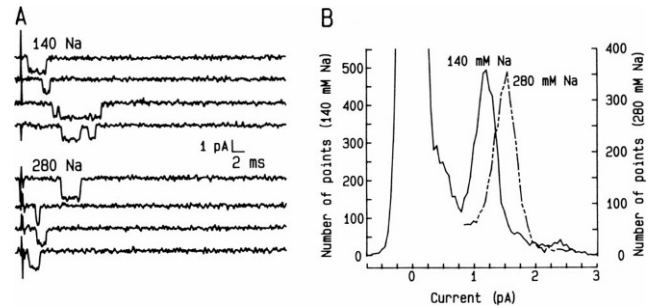 A
140 Na
1 pA
2 ms
280 Na
B
Number of points (140 mM Na)
500
400
300
200
100
0
140 mM Na
280 mM Na
400
300
200
100
0
Number of points (280 mM Na)
0 1 2 3
Current (pA)